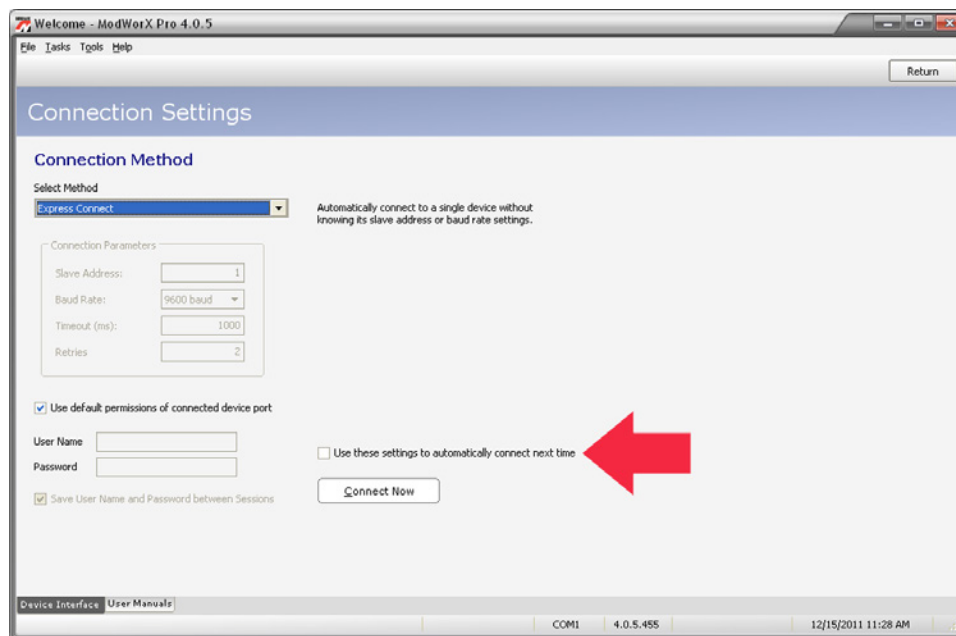 Welcome - ModWorX Pro 4.0.5
File Tasks Tools Help
Return
Connection Settings
Connection Method
Select Method
Express Connect
Automatically connect to a single device without
knowing its slave address or baud rate settings.
Connection Parameters
Slave Address: 1
Baud Rate: 9600 baud
Timeout (ms): 1000
Retries 2
Use default permissions of connected device port
User Name
Use these settings to automatically connect next time
Password
Connect Now
Save User Name and Password between Sessions
Device Interface User Manuals
COM1 4.0.5.455 12/15/2011 11:28 AM